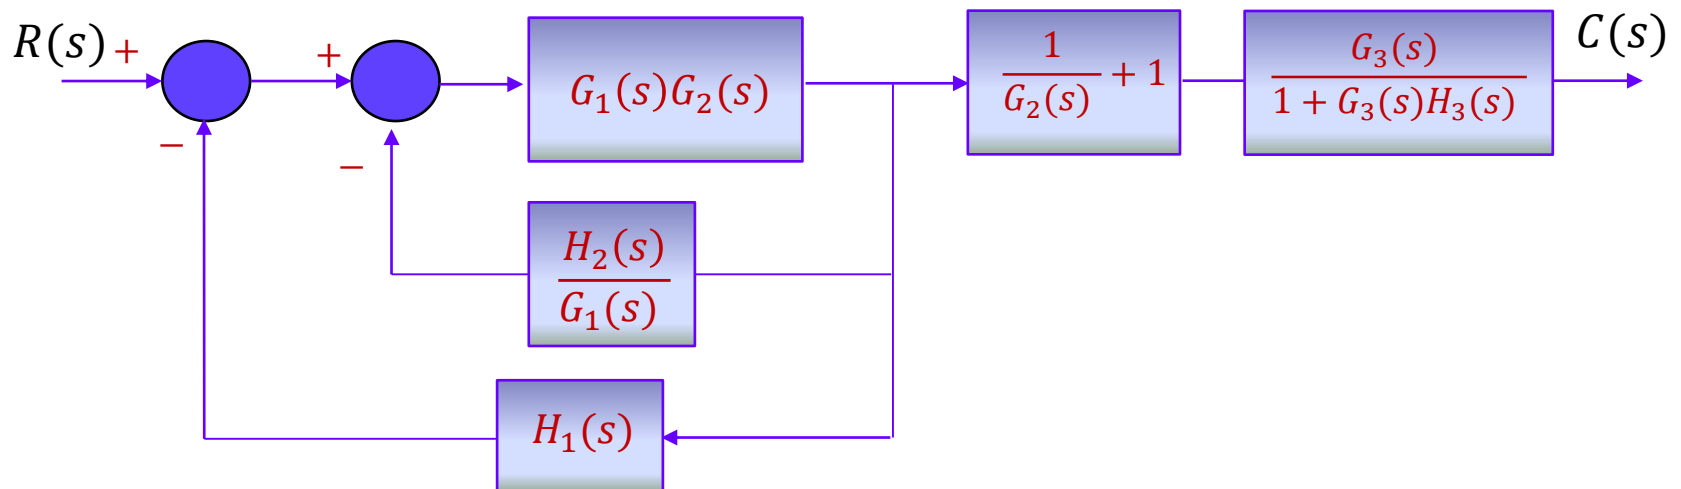 R(s) + + G₁(s)G₂(s) 1/G₂(s) + 1 G₃(s)/(1 + G₃(s)H₃(s)) C(s)
− −
H₂(s)/G₁(s)
H₁(s)